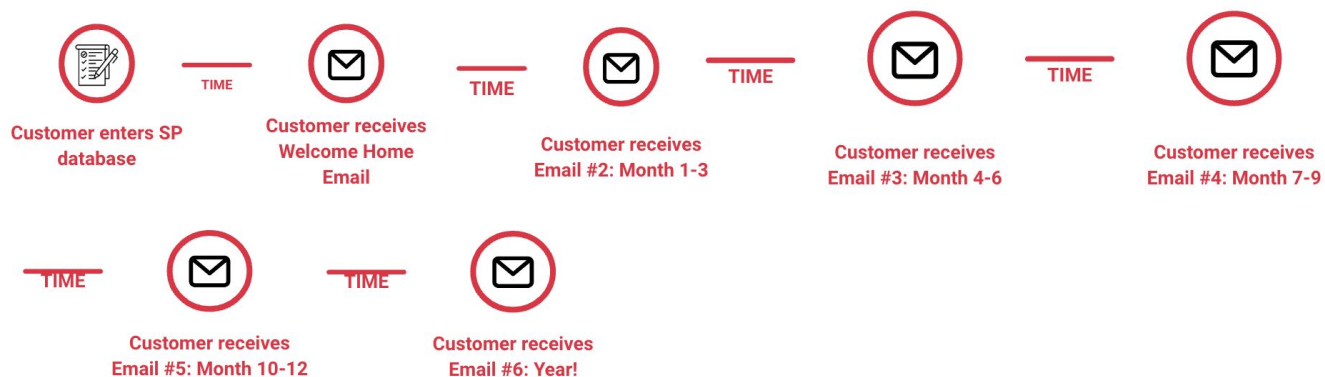 TIME
TIME
TIME
TIME
Customer enters SP
database
Customer receives
Welcome Home
Email
Customer receives
Email #2: Month 1-3
Customer receives
Email #3: Month 4-6
Customer receives
Email #4: Month 7-9
TIME
TIME
Customer receives
Email #5: Month 10-12
Customer receives
Email #6: Year!